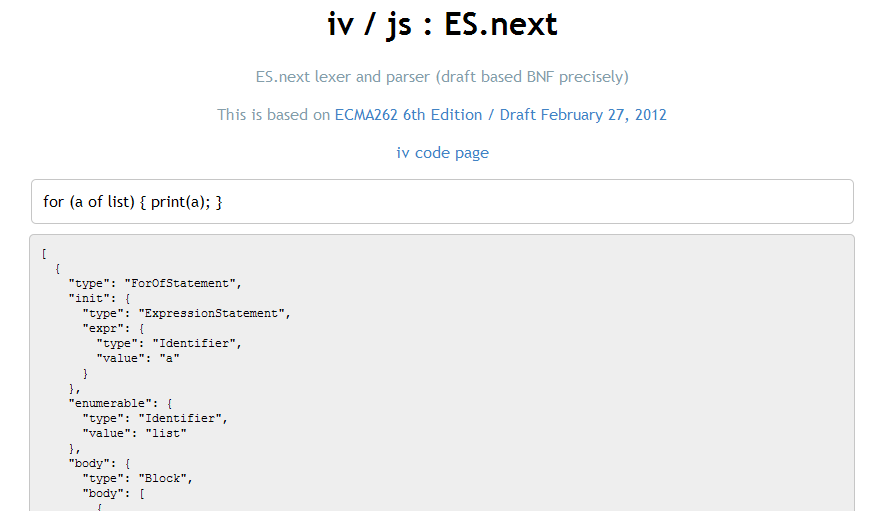 iv / js : ES.next
ES.next lexer and parser (draft based BNF precisely)
This is based on ECMA262 6th Edition / Draft February 27, 2012
iv code page
for (a of list) { print(a); }
[
  {
    "type": "ForOfStatement",
    "init": {
      "type": "ExpressionStatement",
      "expr": {
        "type": "Identifier",
        "value": "a"
      }
    },
    "enumerable": {
      "type": "Identifier",
      "value": "list"
    },
    "body": {
      "type": "Block",
      "body": [
        {